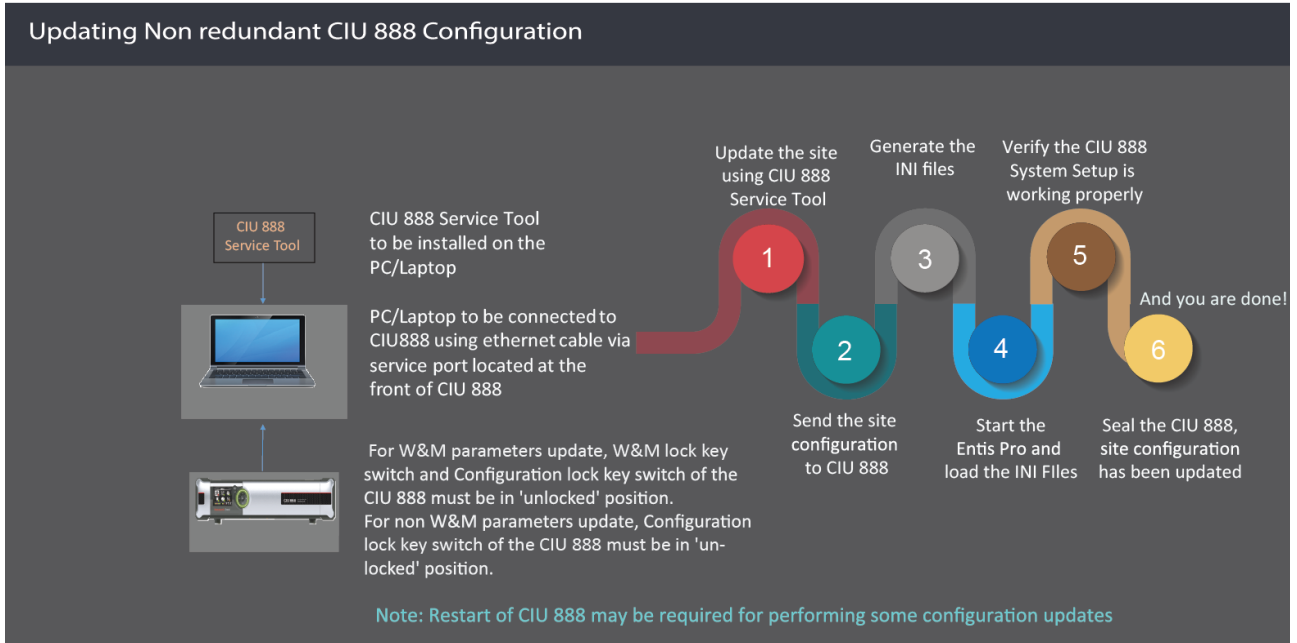 Updating Non redundant CIU 888 Configuration
CIU 888
Service Tool
CIU 888 Service Tool
to be installed on the
PC/Laptop
PC/Laptop to be connected to
CIU888 using ethernet cable via
service port located at the
front of CIU 888
For W&M parameters update, W&M lock key
switch and Configuration lock key switch of the
CIU 888 must be in 'unlocked' position.
For non W&M parameters update, Configuration
lock key switch of the CIU 888 must be in 'un-
locked' position.
Update the site
using CIU 888
Service Tool
1
2
Send the site
configuration
to CIU 888
Generate the
INI files
3
4
Start the
Entis Pro and
load the INI FIles
Verify the CIU 888
System Setup is
working properly
5
And you are done!
6
Seal the CIU 888,
site configuration
has been updated
Note: Restart of CIU 888 may be required for performing some configuration updates